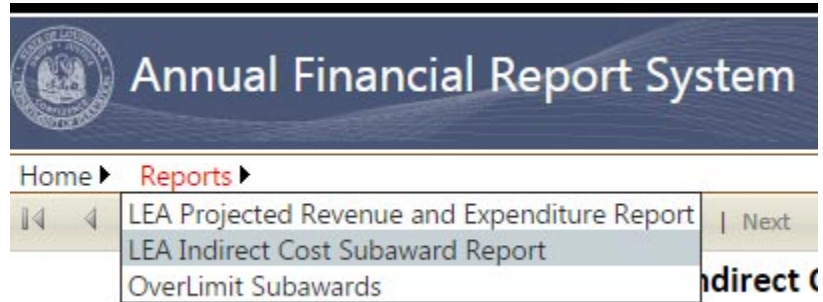 Annual Financial Report System
Home Reports
LEA Projected Revenue and Expenditure Report
| Next
LEA Indirect Cost Subaward Report
OverLimit Subawards
ndirect